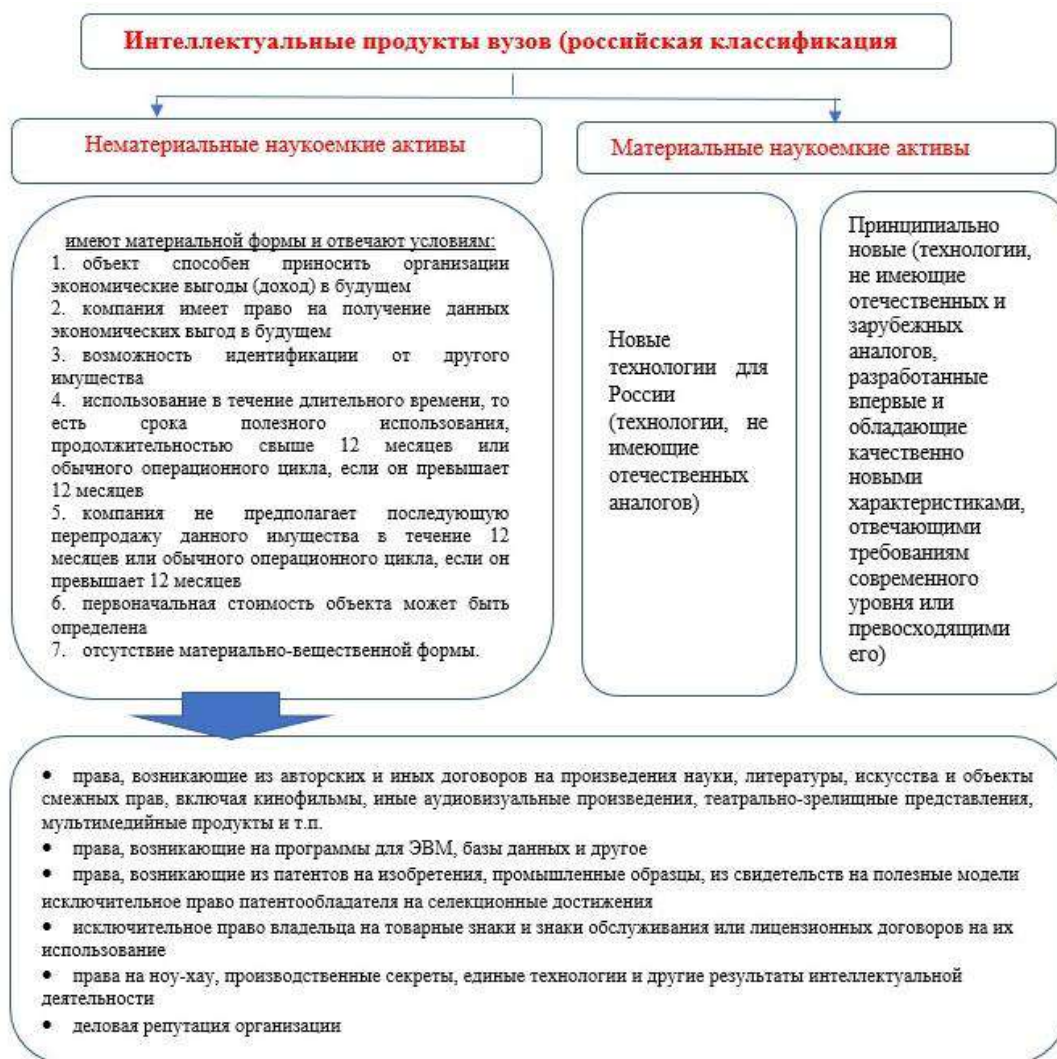 Интеллектуальные продукты вузов (российская классификация
Нематериальные наукоемкие активы
Материальные наукоемкие активы
имеют материальной формы и отвечают условиям:
1. объект способен приносить организации
экономические выгоды (доход) в будущем
2. компания имеет право на получение данных
экономических выгод в будущем
3. возможность идентификации от другого
имущества
4. использование в течение длительного времени, то
есть срока полезного использования,
продолжительностью свыше 12 месяцев или
обычного операционного цикла, если он превышает
12 месяцев
5. компания не предполагает последующую
перепродажу данного имущества в течение 12
месяцев или обычного операционного цикла, если он
превышает 12 месяцев
6. первоначальная стоимость объекта может быть
определена
7. отсутствие материально-вещественной формы.
Новые
технологии для
России
(технологии, не
имеющие
отечественных
аналогов)
Принципиально
новые (технологии,
не имеющие
отечественных и
зарубежных
аналогов,
разработанные
впервые и
обладающие
качественно
новыми
характеристиками,
отвечающими
требованиям
современного
уровня или
превосходящими
его)
• права, возникающие из авторских и иных договоров на произведения науки, литературы, искусства и объекты
смежных прав, включая кинофильмы, иные аудиовизуальные произведения, театрально-зрелищные представления,
мультимедийные продукты и т.п.
• права, возникающие на программы для ЭВМ, базы данных и другое
• права, возникающие из патентов на изобретения, промышленные образцы, из свидетельств на полезные модели
исключительное право патентообладателя на селекционные достижения
• исключительное право владельца на товарные знаки и знаки обслуживания или лицензионных договоров на их
использование
• права на ноу-хау, производственные секреты, единые технологии и другие результаты интеллектуальной
деятельности
• деловая репутация организации